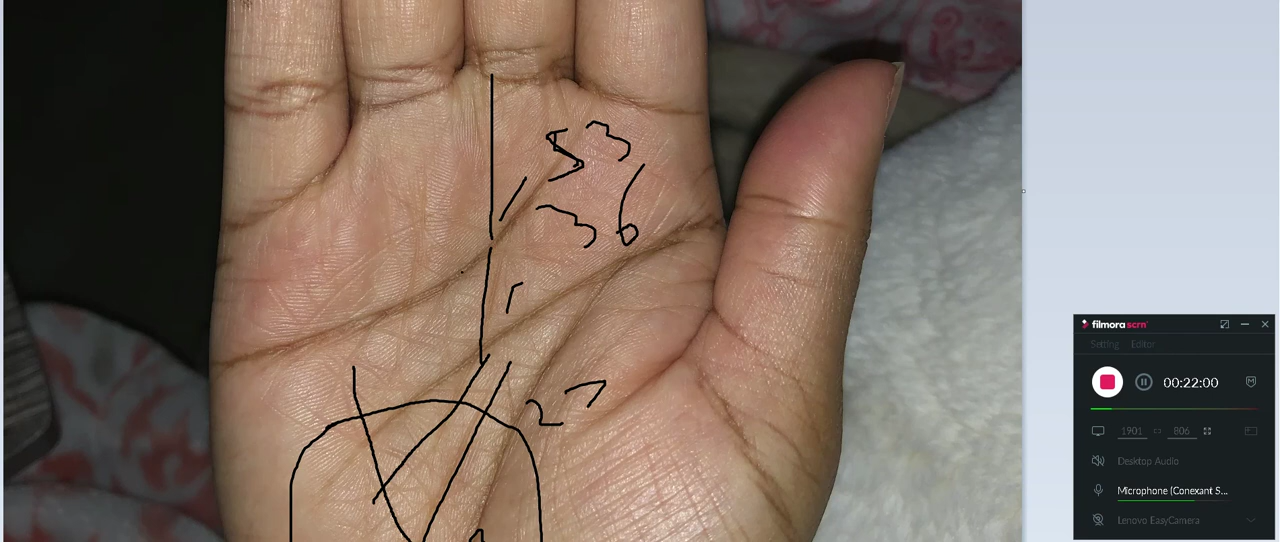 53
36
27
filmora scrn
Setting Editor
00:22:00
1901 806
Desktop Audio
Microphone (Conexant S...
Lenovo EasyCamera